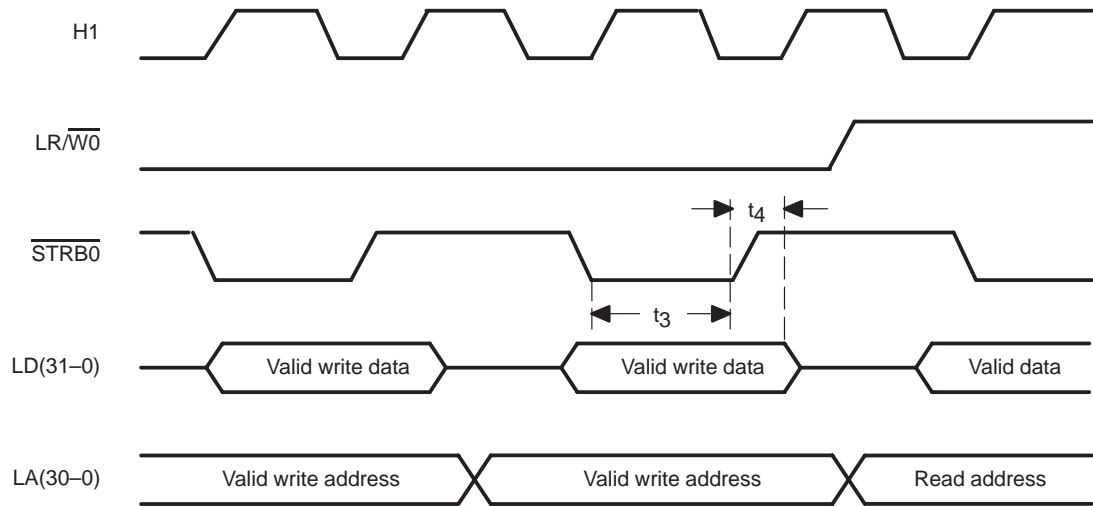 H1
LR/W0
t4
STRB0
t3
LD(31–0)
Valid write data
Valid write data
Valid data
LA(30–0)
Valid write address
Valid write address
Read address